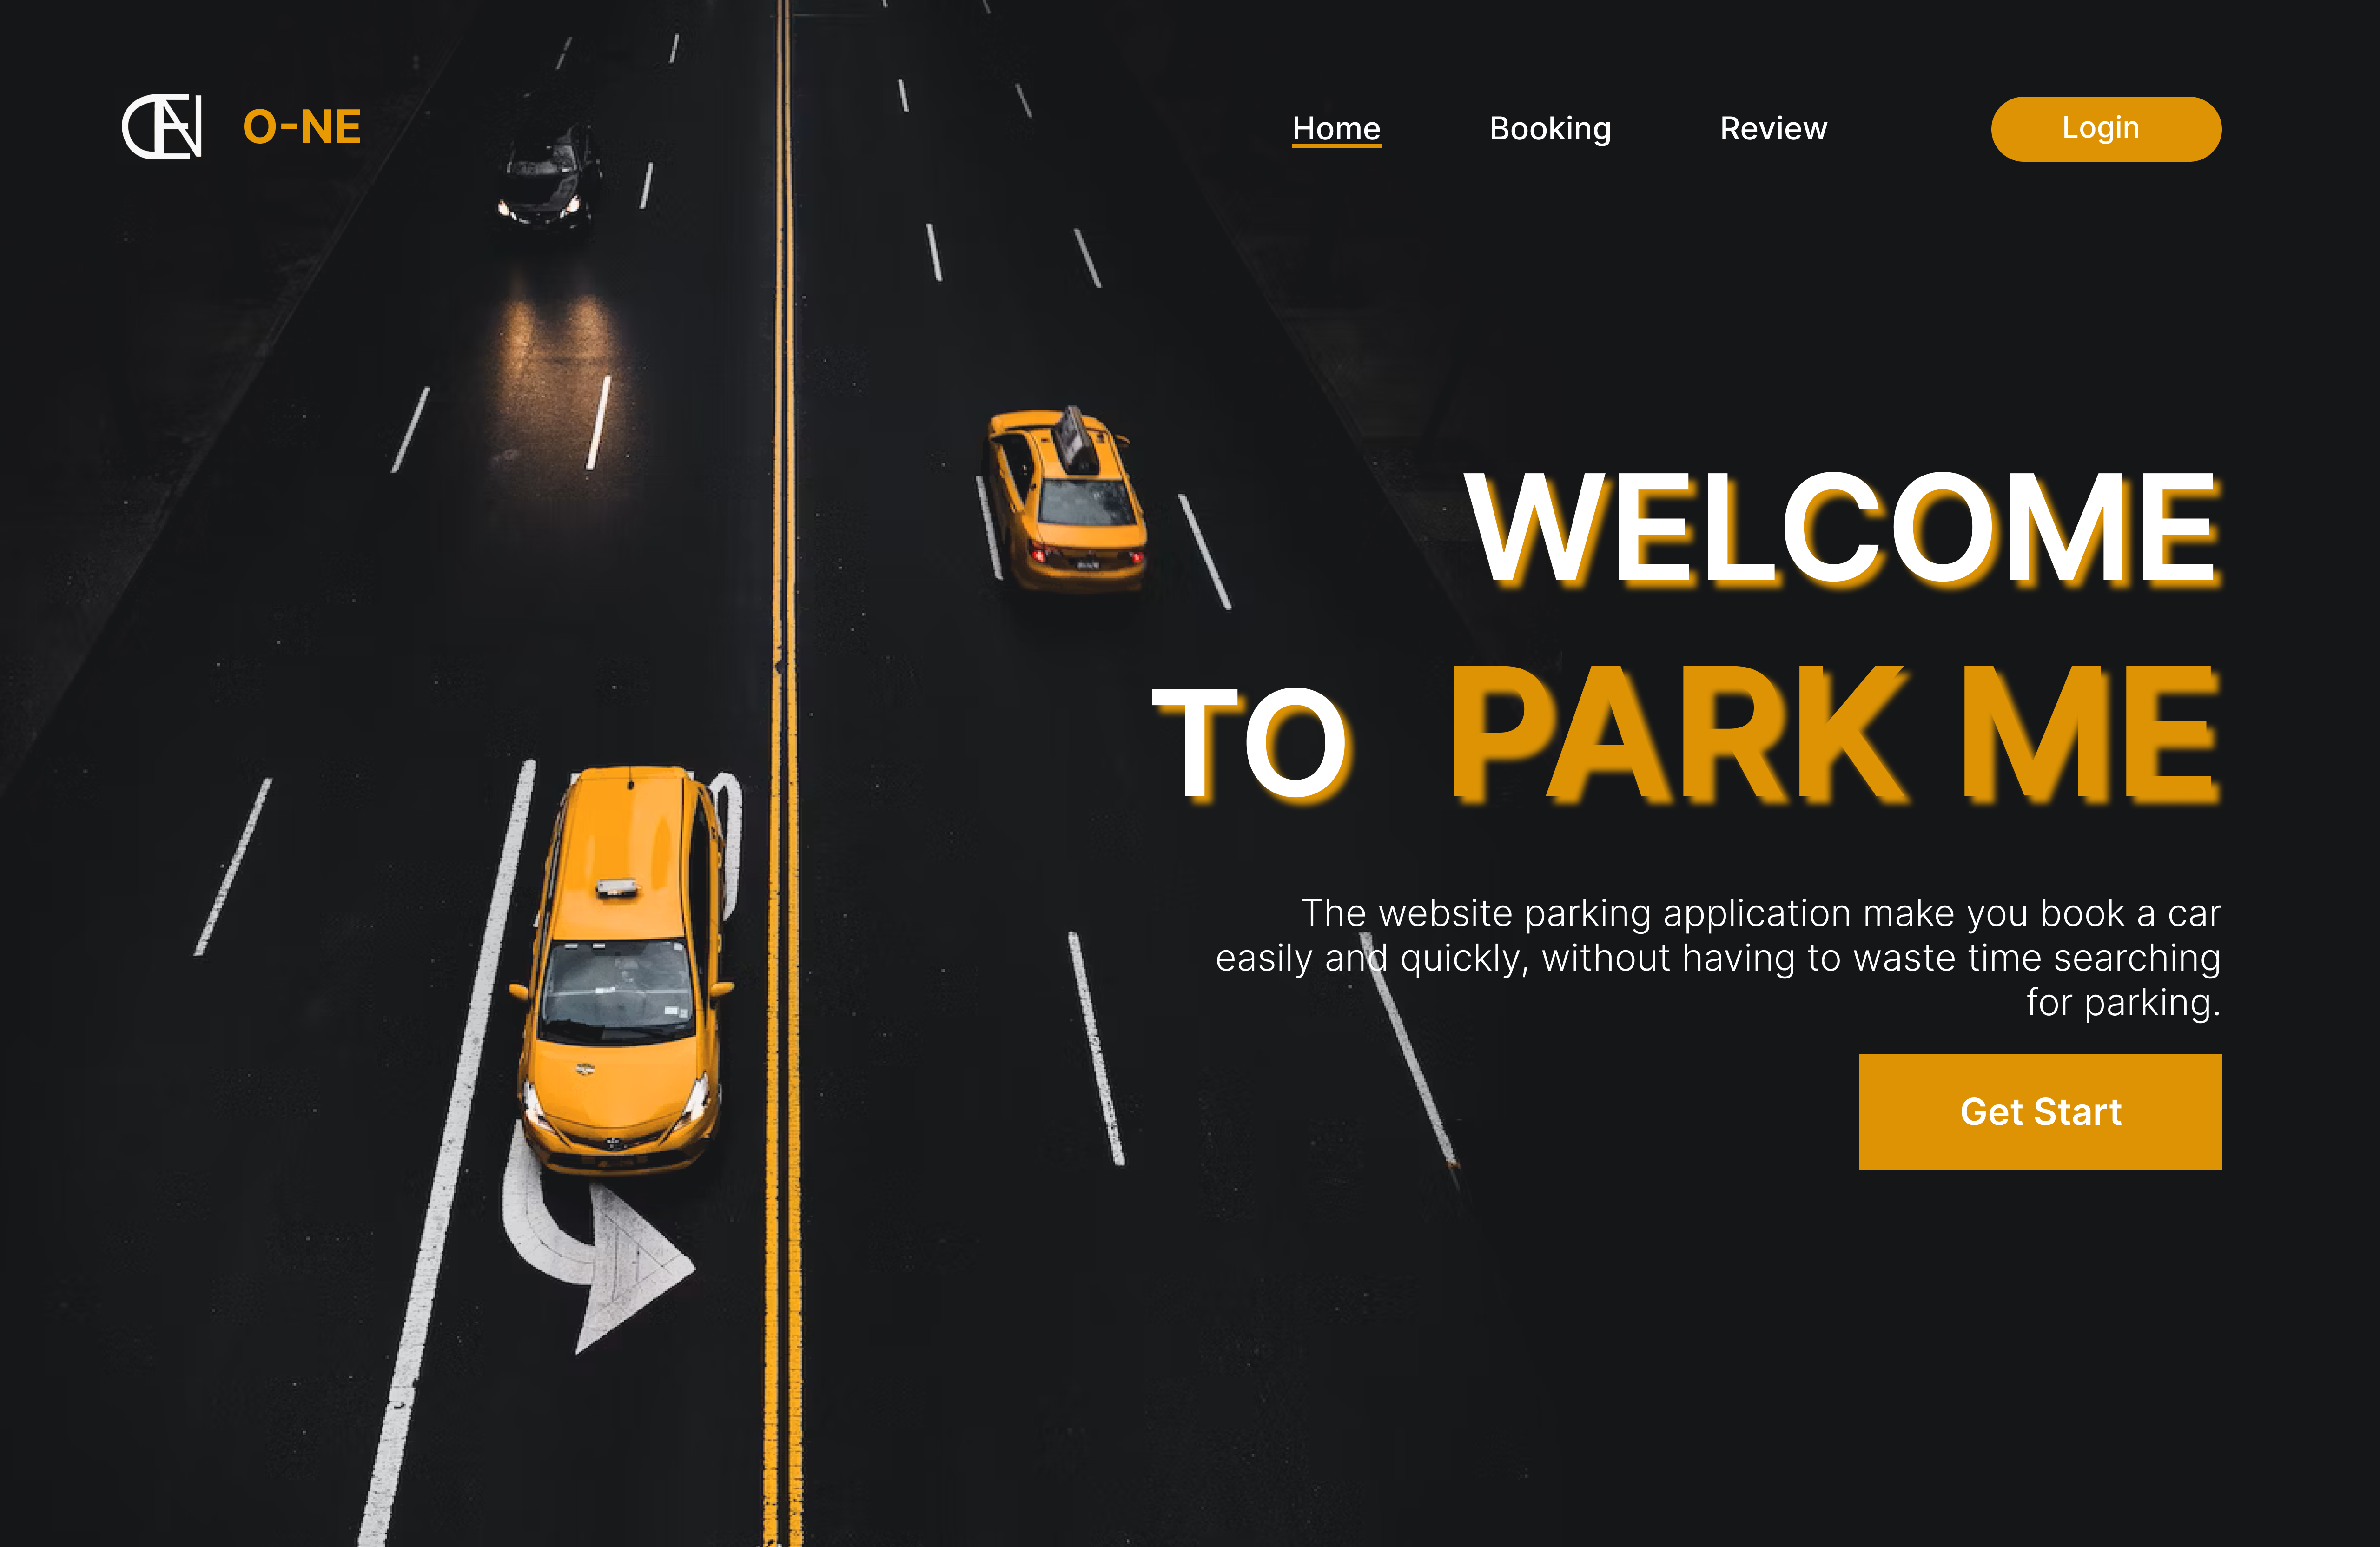 O-NE
Home Booking Review Login
WELCOME
TO PARK ME
The website parking application make you book a car
easily and quickly, without having to waste time searching
for parking.
Get Start